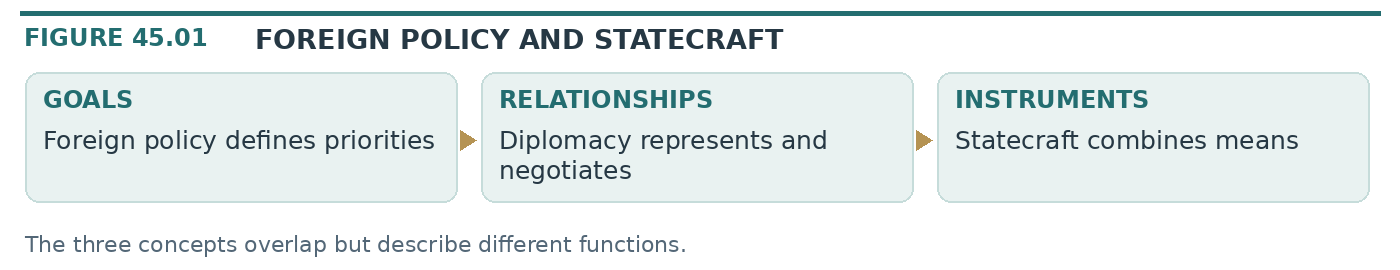 FIGURE 45.01 FOREIGN POLICY AND STATECRAFT
GOALS
Foreign policy defines priorities
RELATIONSHIPS
Diplomacy represents and
negotiates
INSTRUMENTS
Statecraft combines means
The three concepts overlap but describe different functions.